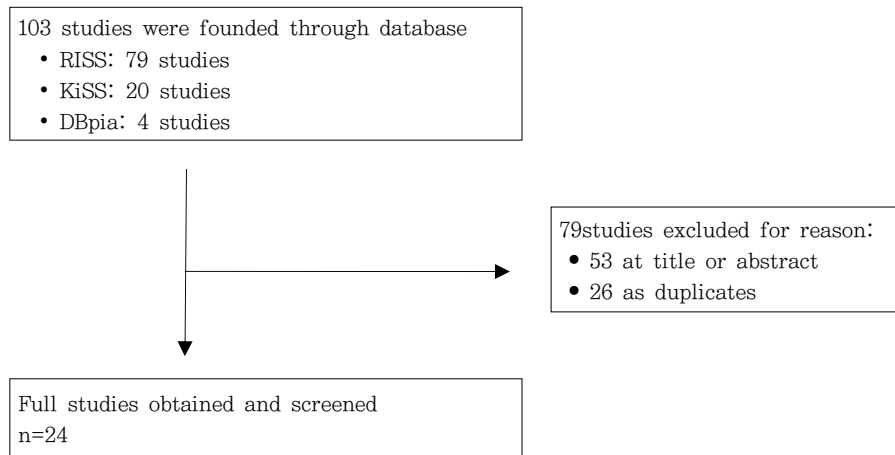 103 studies were founded through database
• RISS: 79 studies
• KiSS: 20 studies
• DBpia: 4 studies
79studies excluded for reason:
• 53 at title or abstract
• 26 as duplicates
Full studies obtained and screened
n=24